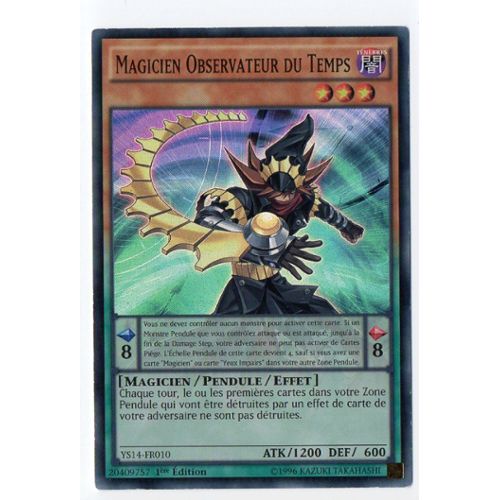 MAGICIEN OBSERVATEUR DU TEMPS
TÉNÈBRES
闇
Vous ne devez contrôler aucun monstre pour activer cette carte. Si un
Monstre Pendule que vous contrôlez attaque ou est attaqué, jusqu'à la
fin de la Damage Step, votre adversaire ne peut pas activer de Cartes
Piège. L'Échelle Pendule de cette carte devient 4, sauf si vous avez une
carte "Magicien" ou carte "Yeux Impairs" dans votre autre Zone Pendule.
8
8
[MAGICIEN / PENDULE / EFFET]
Chaque tour, le ou les premières cartes dans votre Zone
Pendule qui vont être détruites par un effet de carte de
votre adversaire ne sont pas détruites.
YS14-FR010
ATK/1200 DEF/ 600
20409757
1ère Édition
©1996 KAZUKI TAKAHASHI